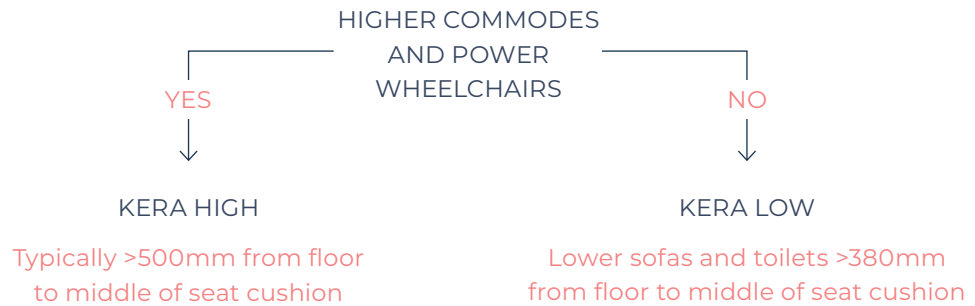 HIGHER COMMODES
AND POWER
WHEELCHAIRS
YES
NO
KERA HIGH
KERA LOW
Typically >500mm from floor
to middle of seat cushion
Lower sofas and toilets >380mm
from floor to middle of seat cushion